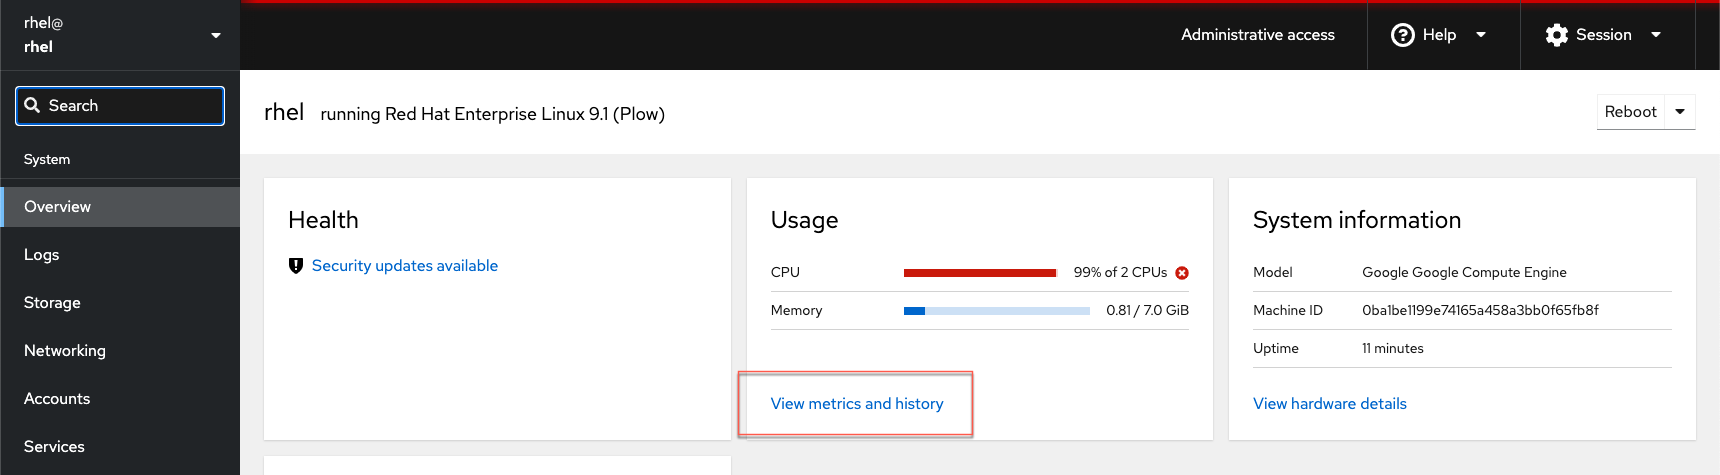 rhel@
rhel
Administrative access
Help
Session
Search
System
Overview
Logs
Storage
Networking
Accounts
Services
rhel running Red Hat Enterprise Linux 9.1 (Plow)
Reboot
Health
Security updates available
Usage
CPU 99% of 2 CPUs
Memory 0.81 / 7.0 GiB
View metrics and history
System information
Model Google Google Compute Engine
Machine ID 0ba1be1199e74165a458a3bb0f65fb8f
Uptime 11 minutes
View hardware details